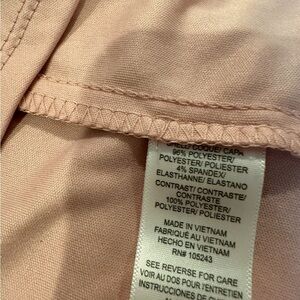 SHELL/ COQUE/ CAPA
96% POLYESTER/
POLYESTER/ POLIESTER
4% SPANDEX/
ELASTHANNE/ ELASTANO
CONTRAST/ CONTRASTE/
CONTRASTE
100% POLYESTER/
POLYESTER/ POLIESTER
MADE IN VIETNAM
FABRIQUÉ AU VIETNAM
HECHO EN VIETNAM
RN# 105243
SEE REVERSE FOR CARE
VOIR AU DOS POUR L'ENTRETIEN
INSTRUCCIONES DE